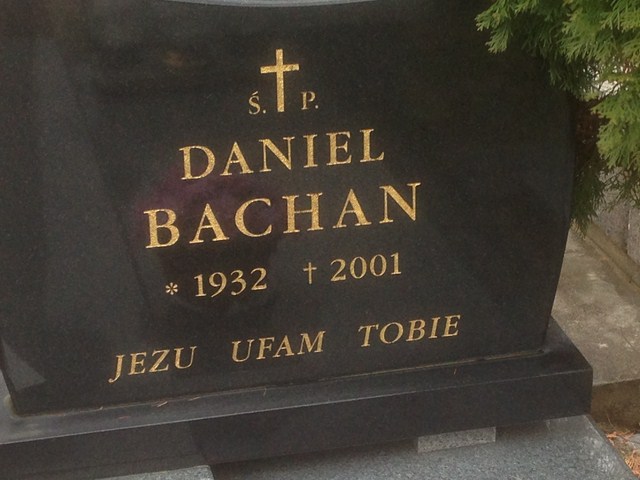 Ś. P.
DANIEL
BACHAN
* 1932 † 2001
JEZU UFAM TOBIE